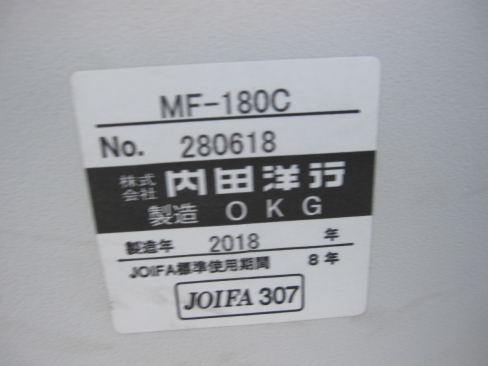 MF-180C
No. 280618
株式会社 内田洋行
製造 OKG
製造年 2018 年
JOIFA標準使用期間 8年
JOIFA 307